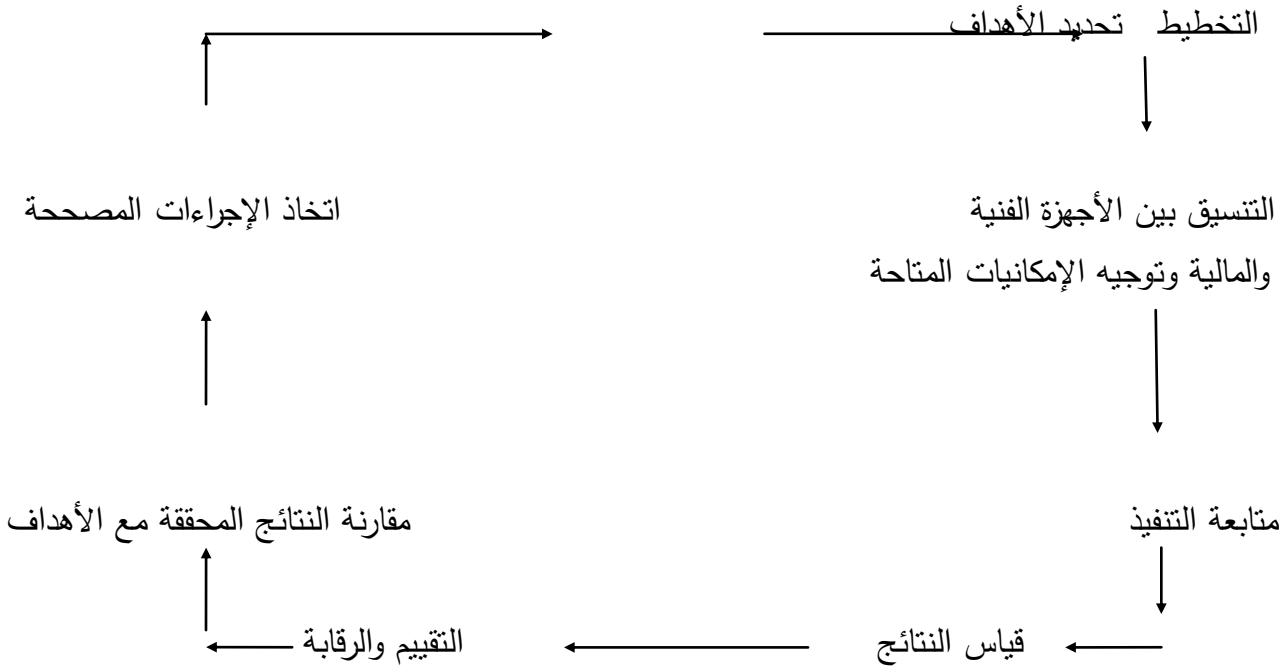 التخطيط تحديد الأهداف
التنسيق بين الأجهزة الفنية
والمالية وتوجيه الإمكانيات المتاحة
اتخاذ الإجراءات المصححة
متابعة التنفيذ
مقارنة النتائج المحققة مع الأهداف
قياس النتائج
التقييم والرقابة